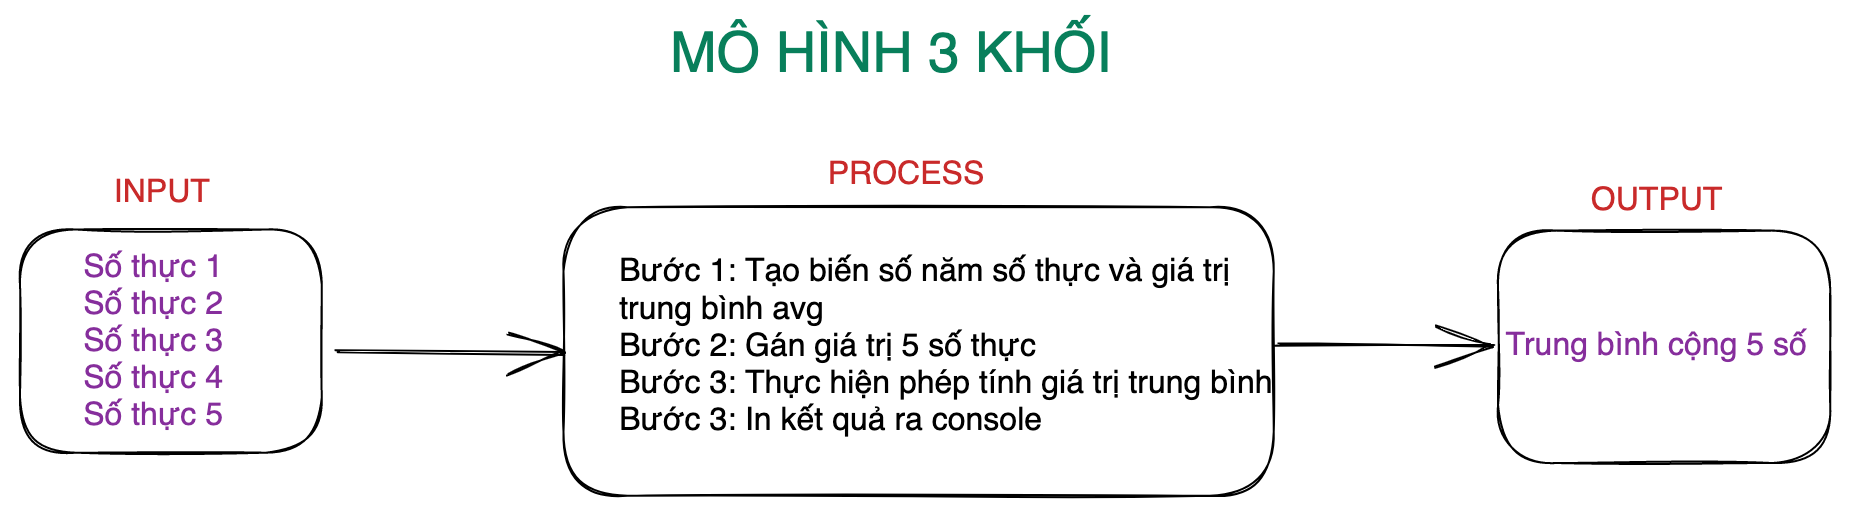 MÔ HÌNH 3 KHỐI
INPUT
Số thực 1
Số thực 2
Số thực 3
Số thực 4
Số thực 5
PROCESS
Bước 1: Tạo biến số năm số thực và giá trị
trung bình avg
Bước 2: Gán giá trị 5 số thực
Bước 3: Thực hiện phép tính giá trị trung bình
Bước 3: In kết quả ra console
OUTPUT
Trung bình cộng 5 số